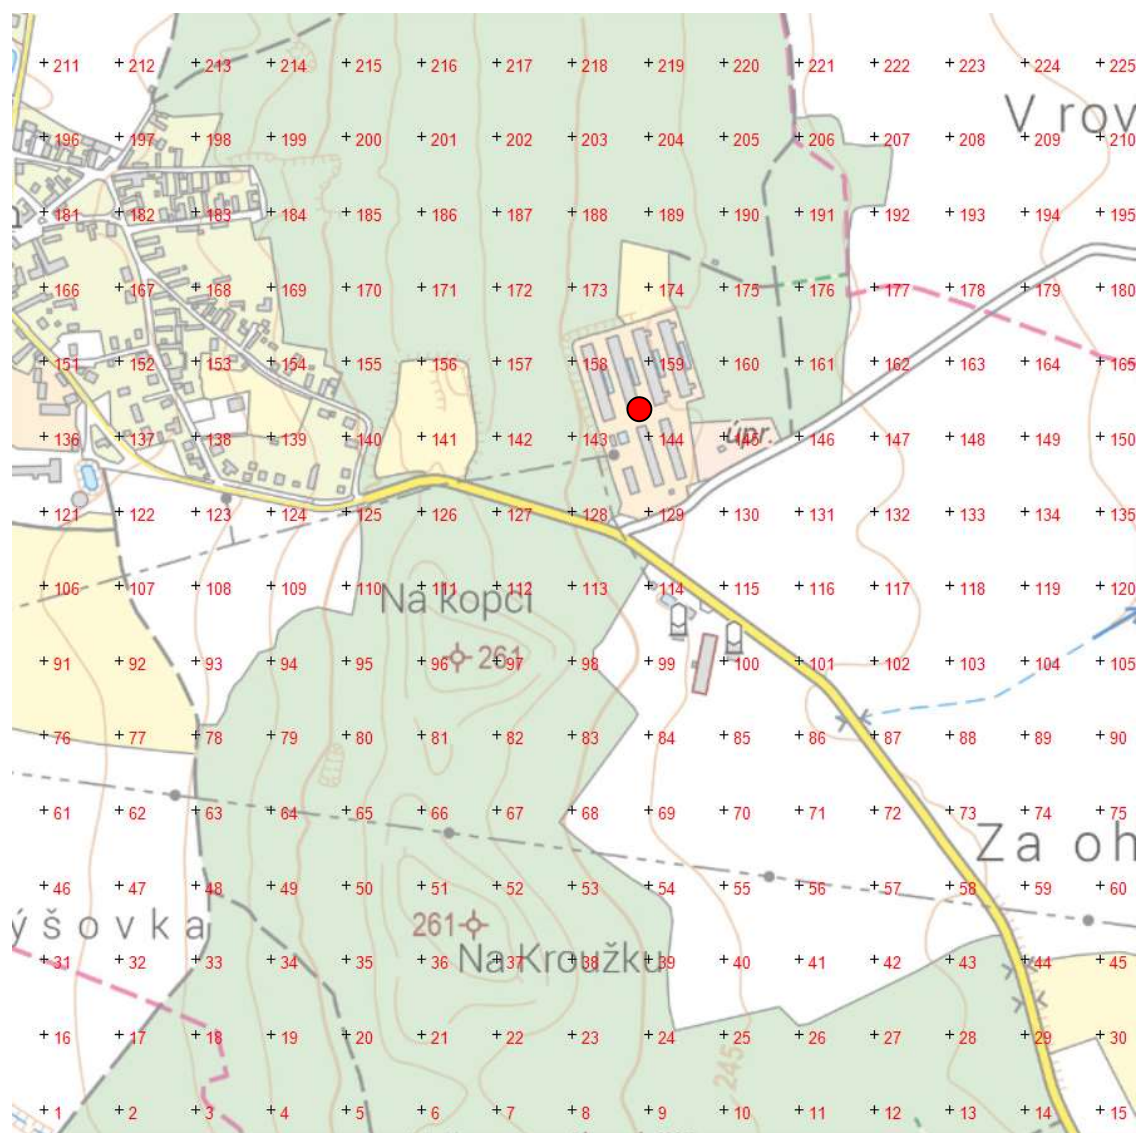 211 212 213 214 215 216 217 218 219 220 221 222 223 224 225
V rov
196 197 198 199 200 201 202 203 204 205 206 207 208 209 210
181 182 183 184 185 186 187 188 189 190 191 192 193 194 195
166 167 168 169 170 171 172 173 174 175 176 177 178 179 180
151 152 153 154 155 156 157 158 159 160 161 162 163 164 165
136 137 138 139 140 141 142 143 144 145 146 147 148 149 150
úpr.
121 122 123 124 125 126 127 128 129 130 131 132 133 134 135
106 107 108 109 110 111 112 113 114 115 116 117 118 119 120
Na kopci
91 92 93 94 95 96 97 98 99 100 101 102 103 104 105
261
76 77 78 79 80 81 82 83 84 85 86 87 88 89 90
61 62 63 64 65 66 67 68 69 70 71 72 73 74 75
Za oh
46 47 48 49 50 51 52 53 54 55 56 57 58 59 60
ýšovka
261
Na Kroužku
31 32 33 34 35 36 37 38 39 40 41 42 43 44 45
16 17 18 19 20 21 22 23 24 25 26 27 28 29 30
245
1 2 3 4 5 6 7 8 9 10 11 12 13 14 15